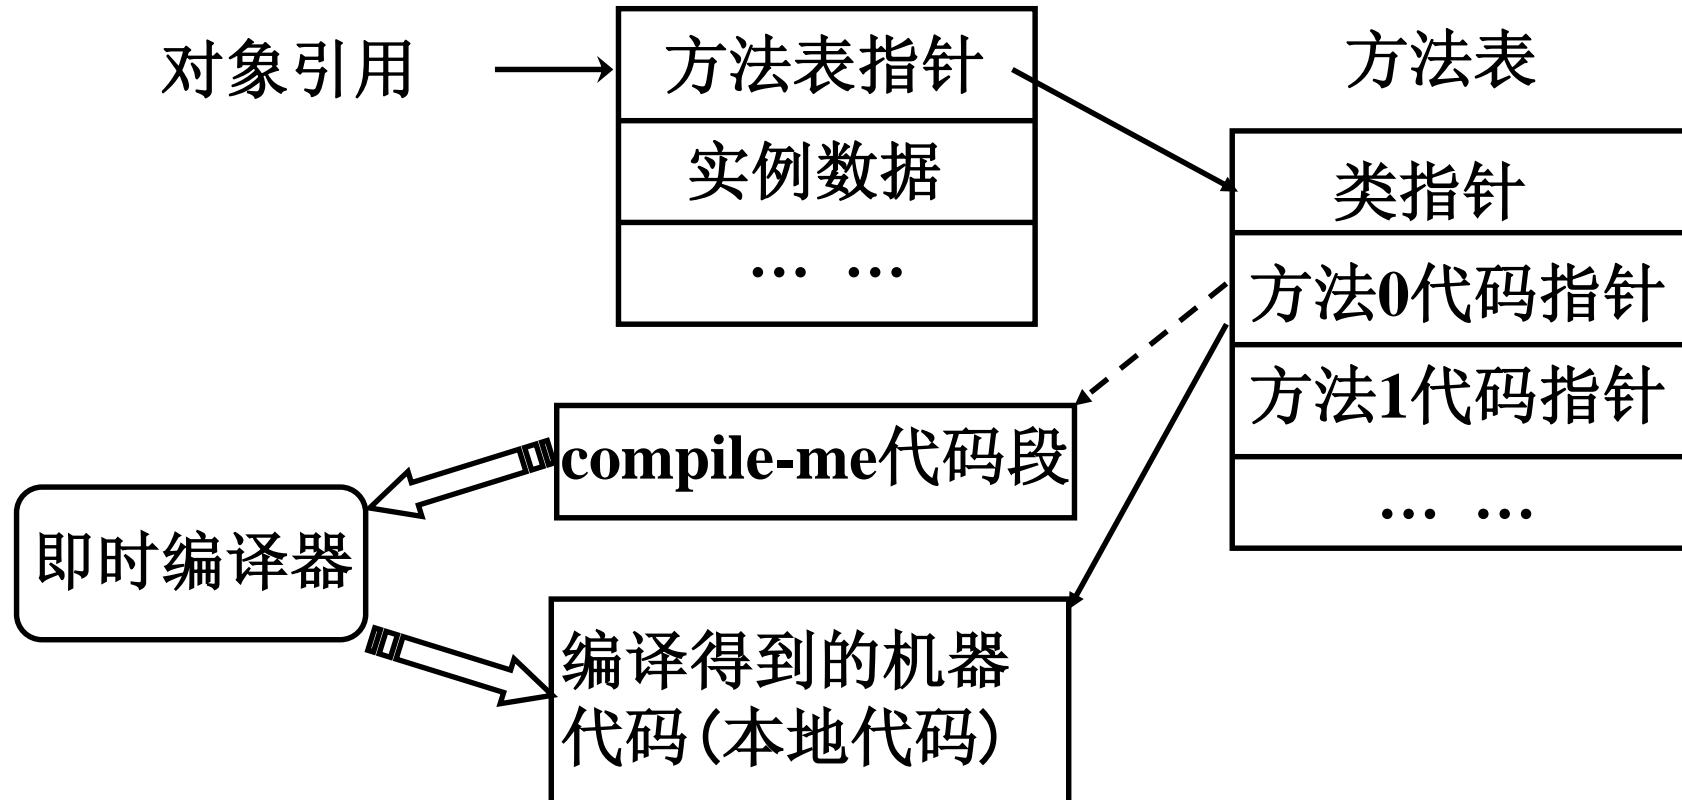 对象引用
方法表指针
实例数据
… …
方法表
类指针
方法0代码指针
方法1代码指针
… …
compile-me代码段
即时编译器
编译得到的机器
代码(本地代码)